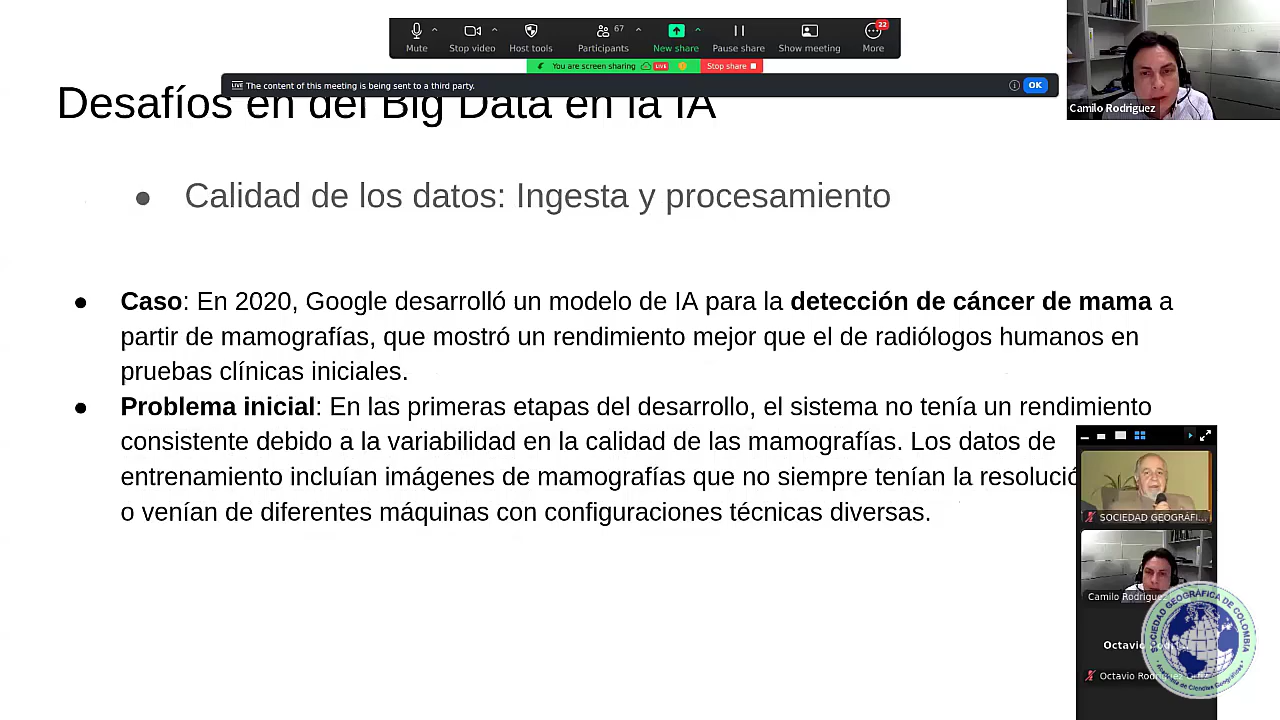 Mute
Stop video
Host tools
Participants
67
New share
Pause share
Show meeting
More
22
You are screen sharing
LIVE
Stop share
LIVE The content of this meeting is being sent to a third party.
OK
Camilo Rodriguez
Desafíos en del Big Data en la IA
● Calidad de los datos: Ingesta y procesamiento
● Caso: En 2020, Google desarrolló un modelo de IA para la detección de cáncer de mama a
partir de mamografías, que mostró un rendimiento mejor que el de radiólogos humanos en
pruebas clínicas iniciales.
● Problema inicial: En las primeras etapas del desarrollo, el sistema no tenía un rendimiento
consistente debido a la variabilidad en la calidad de las mamografías. Los datos de
entrenamiento incluían imágenes de mamografías que no siempre tenían la resolució
o venían de diferentes máquinas con configuraciones técnicas diversas.
SOCIEDAD GEOGRÁFI...
Camilo Rodrigue
Octavio
Octavio
SOCIEDAD GEOGRÁFICA DE COLOMBIA